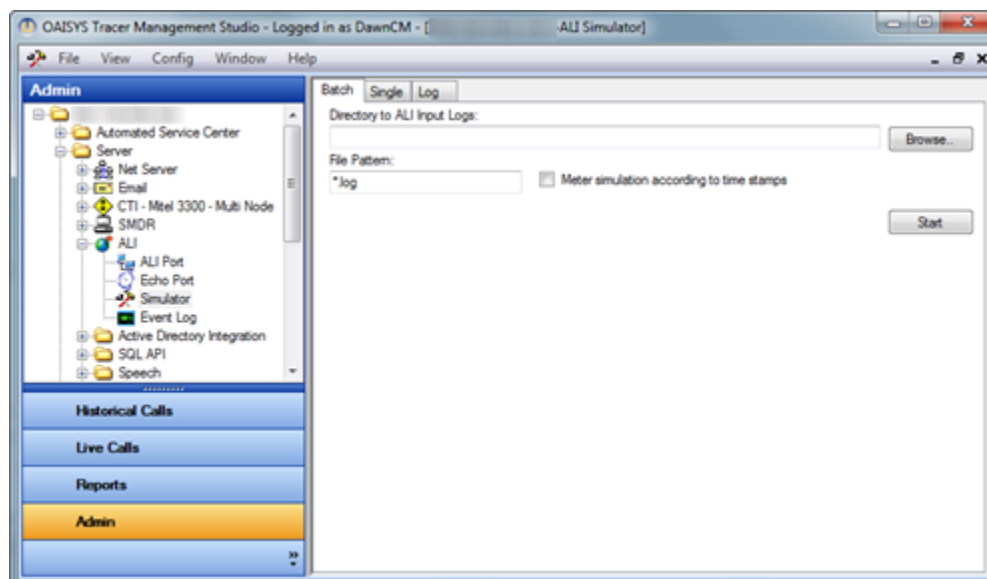 OAISYS Tracer Management Studio - Logged in as DawnCM - [ -ALI Simulator]
File View Config Window Help
Admin
Automated Service Center
Server
Net Server
Email
CTI - Mitel 3300 - Multi Node
SMDR
ALI
ALI Port
Echo Port
Simulator
Event Log
Active Directory Integration
SQL API
Speech
Historical Calls
Live Calls
Reports
Admin
Batch Single Log
Directory to ALI Input Logs:
Browse..
File Pattern:
*.log
Meter simulation according to time stamps
Start